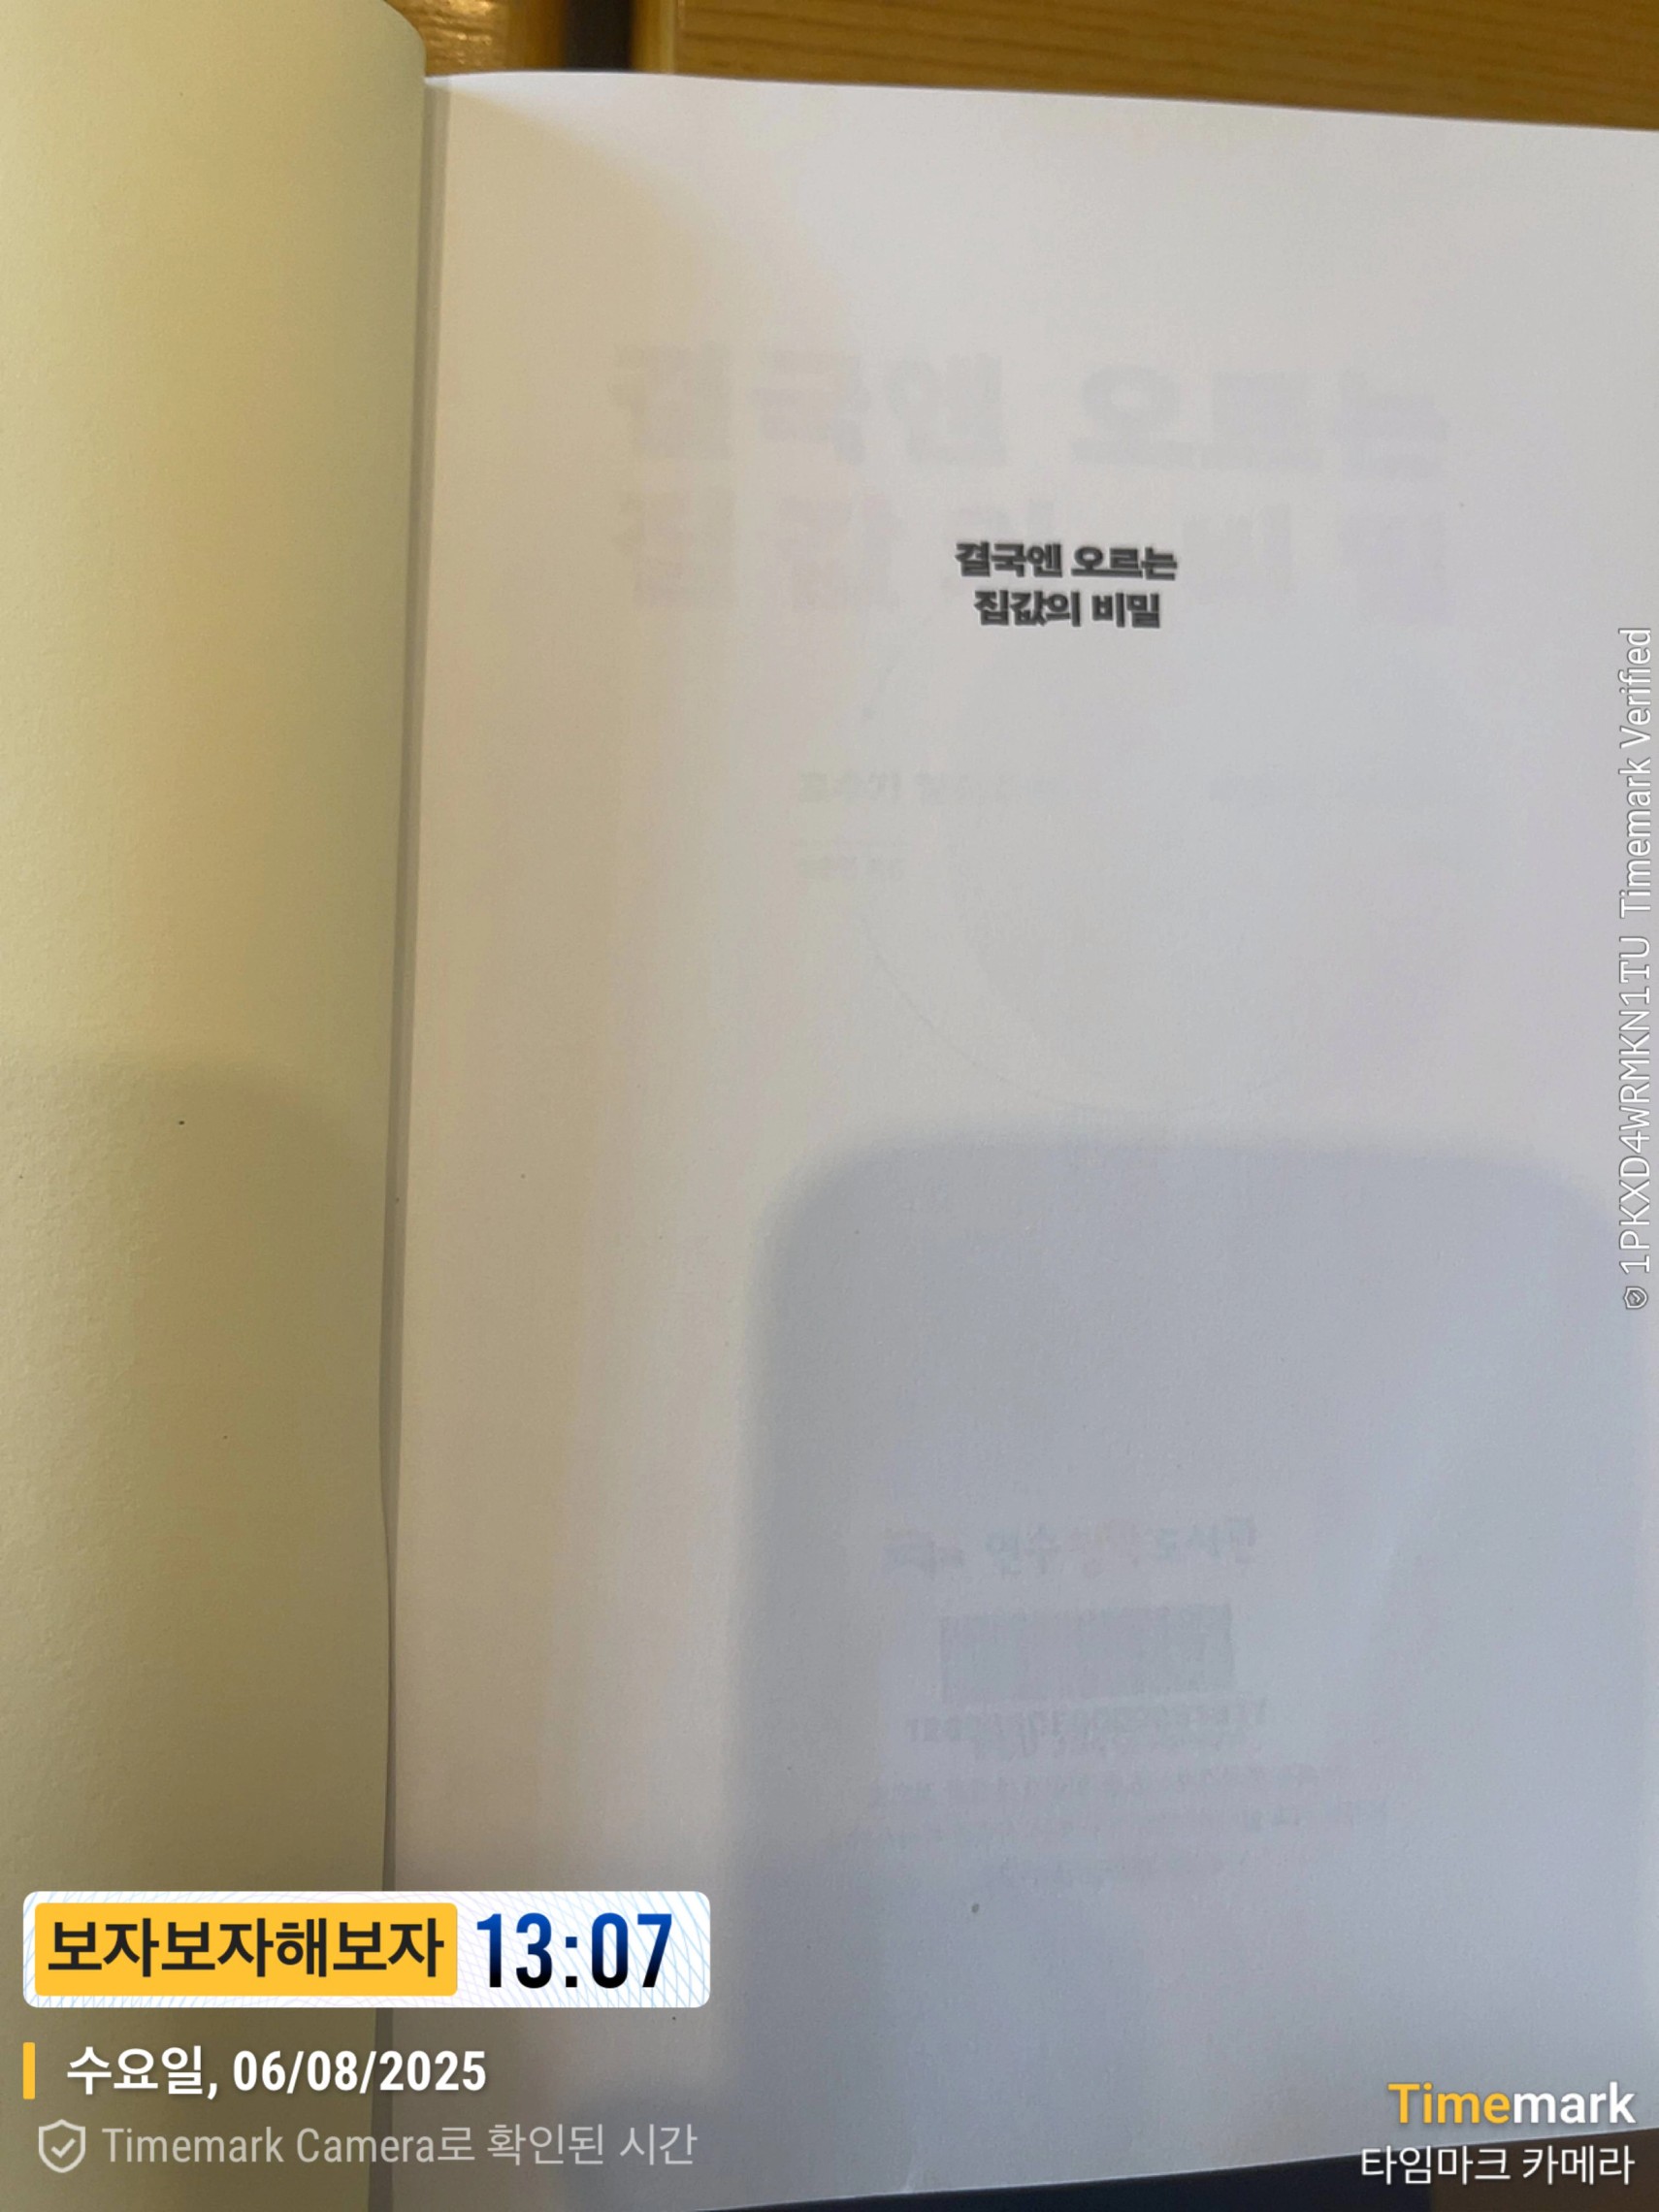 결국엔 오르는
집값의 비밀
© 1PKXD4WRMKN1TU Timemark Verified
보자보자해보자 13:07
수요일, 06/08/2025
Timemark Camera로 확인된 시간
Timemark
타임마크 카메라